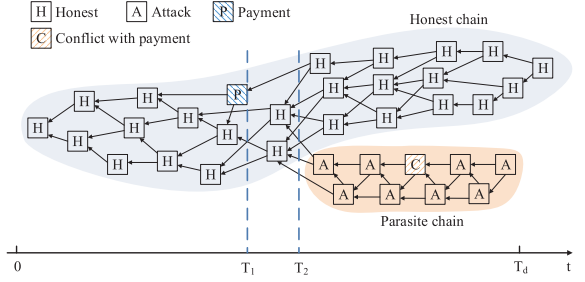 H Honest A Attack P Payment
Honest chain
C Conflict with payment
H H
H H H
H H H H
H H P H H
H H H H
H H H
H H
H H A A C A A
H
A A A A
Parasite chain
0 T1 T2 Td t